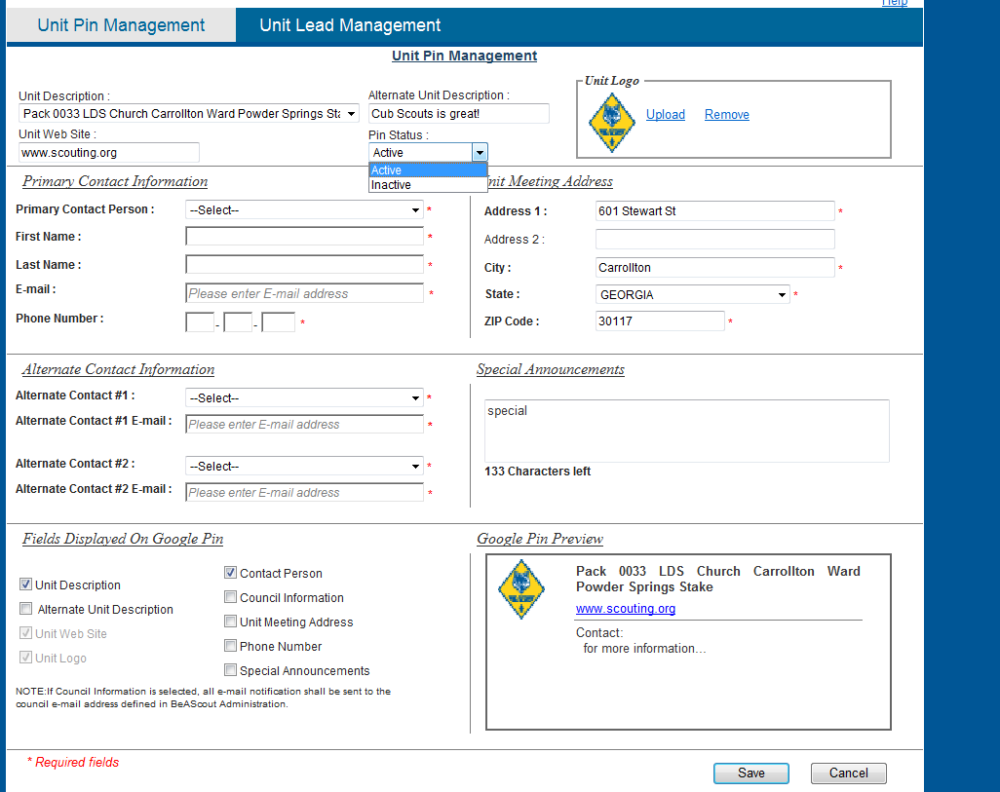 Help
Unit Pin Management
Unit Lead Management
Unit Pin Management
Unit Description :
Pack 0033 LDS Church Carrollton Ward Powder Springs Sta
Alternate Unit Description :
Cub Scouts is great!
Unit Web Site :
www.scouting.org
Pin Status :
Active
Active
Inactive
Unit Logo
Upload
Remove
Primary Contact Information
Primary Contact Person :
--Select--
*
First Name :
*
Last Name :
*
E-mail :
Please enter E-mail address
*
Phone Number :
- - *
nit Meeting Address
Address 1 :
601 Stewart St
*
Address 2 :
City :
Carrollton
*
State :
GEORGIA
*
ZIP Code :
30117
*
Alternate Contact Information
Alternate Contact #1 :
--Select--
*
Alternate Contact #1 E-mail :
Please enter E-mail address
*
Alternate Contact #2 :
--Select--
*
Alternate Contact #2 E-mail :
Please enter E-mail address
*
Special Announcements
special
133 Characters left
Fields Displayed On Google Pin
Unit Description
Alternate Unit Description
Unit Web Site
Unit Logo
Contact Person
Council Information
Unit Meeting Address
Phone Number
Special Announcements
NOTE:If Council Information is selected, all e-mail notification shall be sent to the
council e-mail address defined in BeAScout Administration.
Google Pin Preview
Pack 0033 LDS Church Carrollton Ward
Powder Springs Stake
www.scouting.org
Contact:
for more information...
* Required fields
Save
Cancel